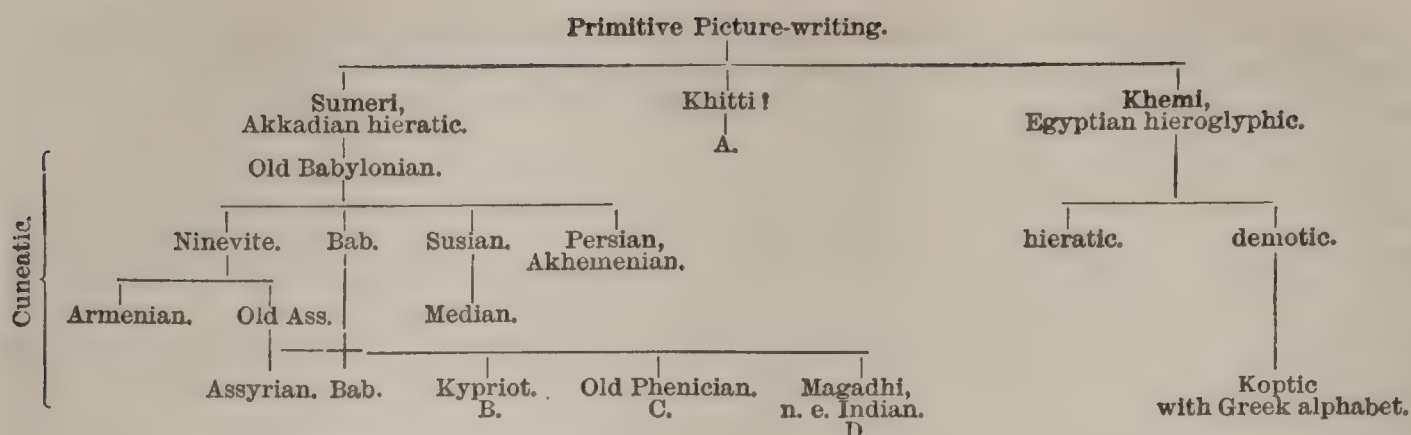 Primitive Picture-writing.
Sumeri,
Akkadian hieratic.
Khitti !
Khemi,
Egyptian hieroglyphic.
A.
Old Babylonian.
Cuneatic.
Ninevite. Bab. Susian. Persian,
Akhemenian.
hieratic. demotic.
Armenian. Old Ass. Median.
Assyrian. Bab. Kypriot. Old Phenician. Magadhi,
B. C. n. e. Indian.
D
Koptic
with Greek alphabet.